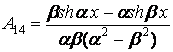 A₁₄ = (βshαx − αshβx) / (αβ(α² − β²))